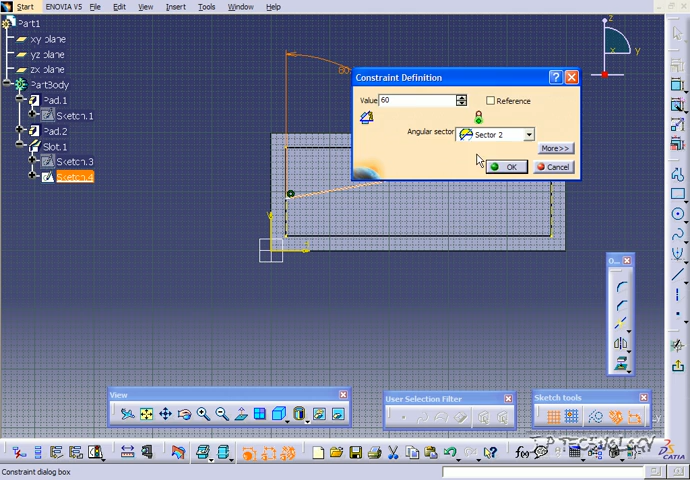 Start ENOVIA V5 File Edit View Insert Tools Window Help
Part1
xy plane
yz plane
zx plane
PartBody
Pad.1
Sketch.1
Pad.2
Slot.1
Sketch.3
Sketch.4
z
x y
Constraint Definition
Value 60
Reference
Angular sector Sector 2
More>>
OK Cancel
View
User Selection Filter
Sketch tools
T.P TECHNOLOGY
CATIA
Constraint dialog box